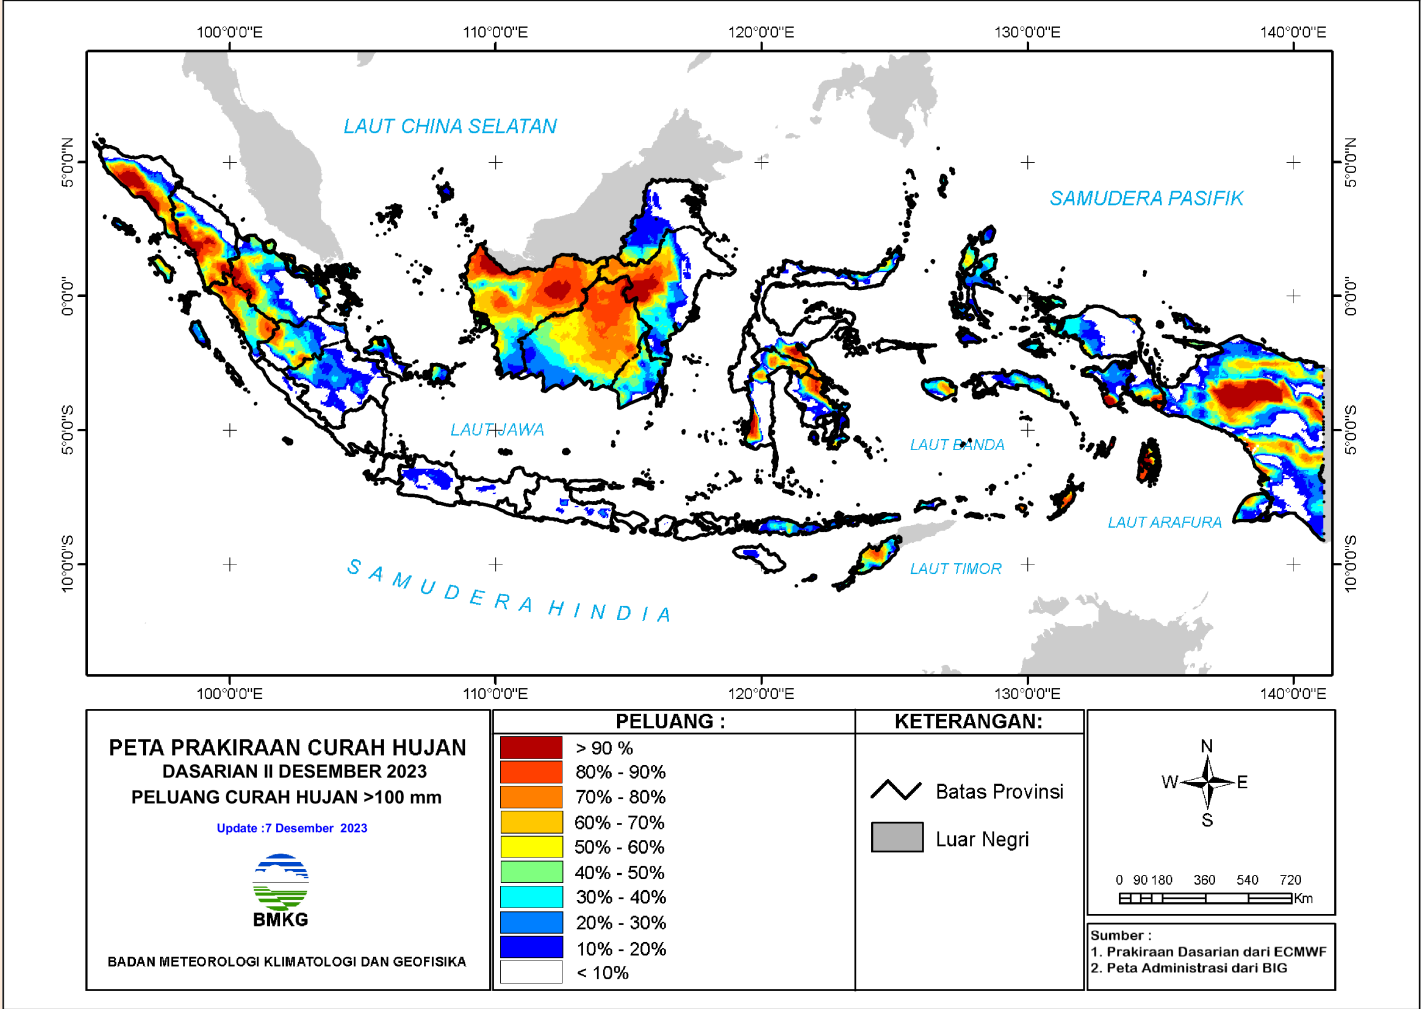 100°0'0"E 110°0'0"E 120°0'0"E 130°0'0"E 140°0'0"E
5°0'0"N
0°0'0"
5°0'0"S
10°0'0"S
LAUT CHINA SELATAN
SAMUDERA PASIFIK
LAUT JAWA
LAUT BANDA
LAUT ARAFURA
LAUT TIMOR
SAMUDERA HINDIA
5°0'0"N
0°0'0"
5°0'0"S
10°0'0"S
100°0'0"E 110°0'0"E 120°0'0"E 130°0'0"E 140°0'0"E
PETA PRAKIRAAN CURAH HUJAN
DASARIAN II DESEMBER 2023
PELUANG CURAH HUJAN >100 mm
Update :7 Desember 2023
BMKG
BADAN METEOROLOGI KLIMATOLOGI DAN GEOFISIKA
PELUANG :
> 90 %
80% - 90%
70% - 80%
60% - 70%
50% - 60%
40% - 50%
30% - 40%
20% - 30%
10% - 20%
< 10%
KETERANGAN:
Batas Provinsi
Luar Negri
N
W E
S
0 90 180 360 540 720
Km
Sumber :
1. Prakiraan Dasarian dari ECMWF
2. Peta Administrasi dari BIG